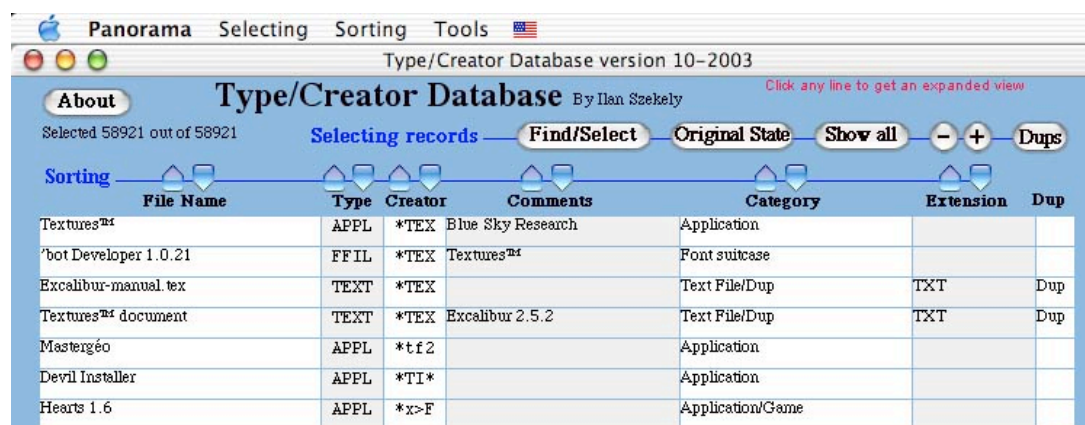 Panorama Selecting Sorting Tools
Type/Creator Database version 10-2003
About Type/Creator Database By Ilan Szekely Click any line to get an expanded view
Selected 58921 out of 58921 Selecting records Find/Select Original State Show all − + Dups
Sorting
File Name Type Creator Comments Category Extension Dup
Textures™ APPL *TEX Blue Sky Research Application
'bot Developer 1.0.21 FFIL *TEX Textures™ Font suitcase
Excalibur-manual.tex TEXT *TEX Text File/Dup TXT Dup
Textures™ document TEXT *TEX Excalibur 2.5.2 Text File/Dup TXT Dup
Mastergéo APPL *tf2 Application
Devil Installer APPL *TI* Application
Hearts 1.6 APPL *x>F Application/Game